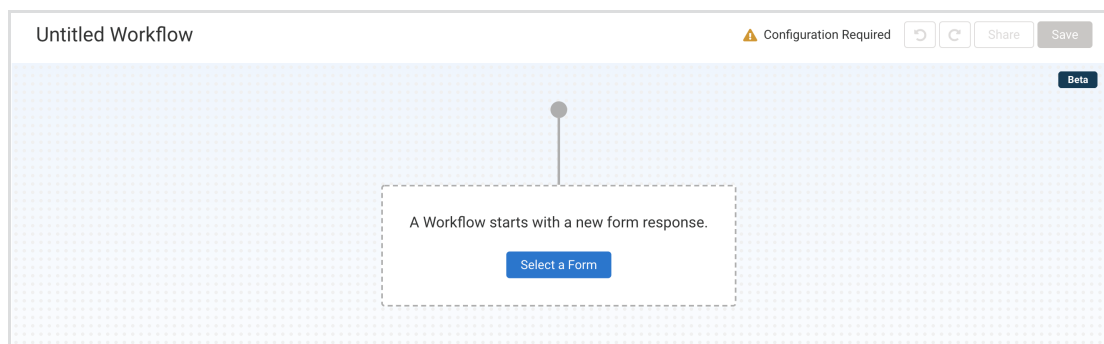 Untitled Workflow
Configuration Required
Share
Save
Beta
A Workflow starts with a new form response.
Select a Form